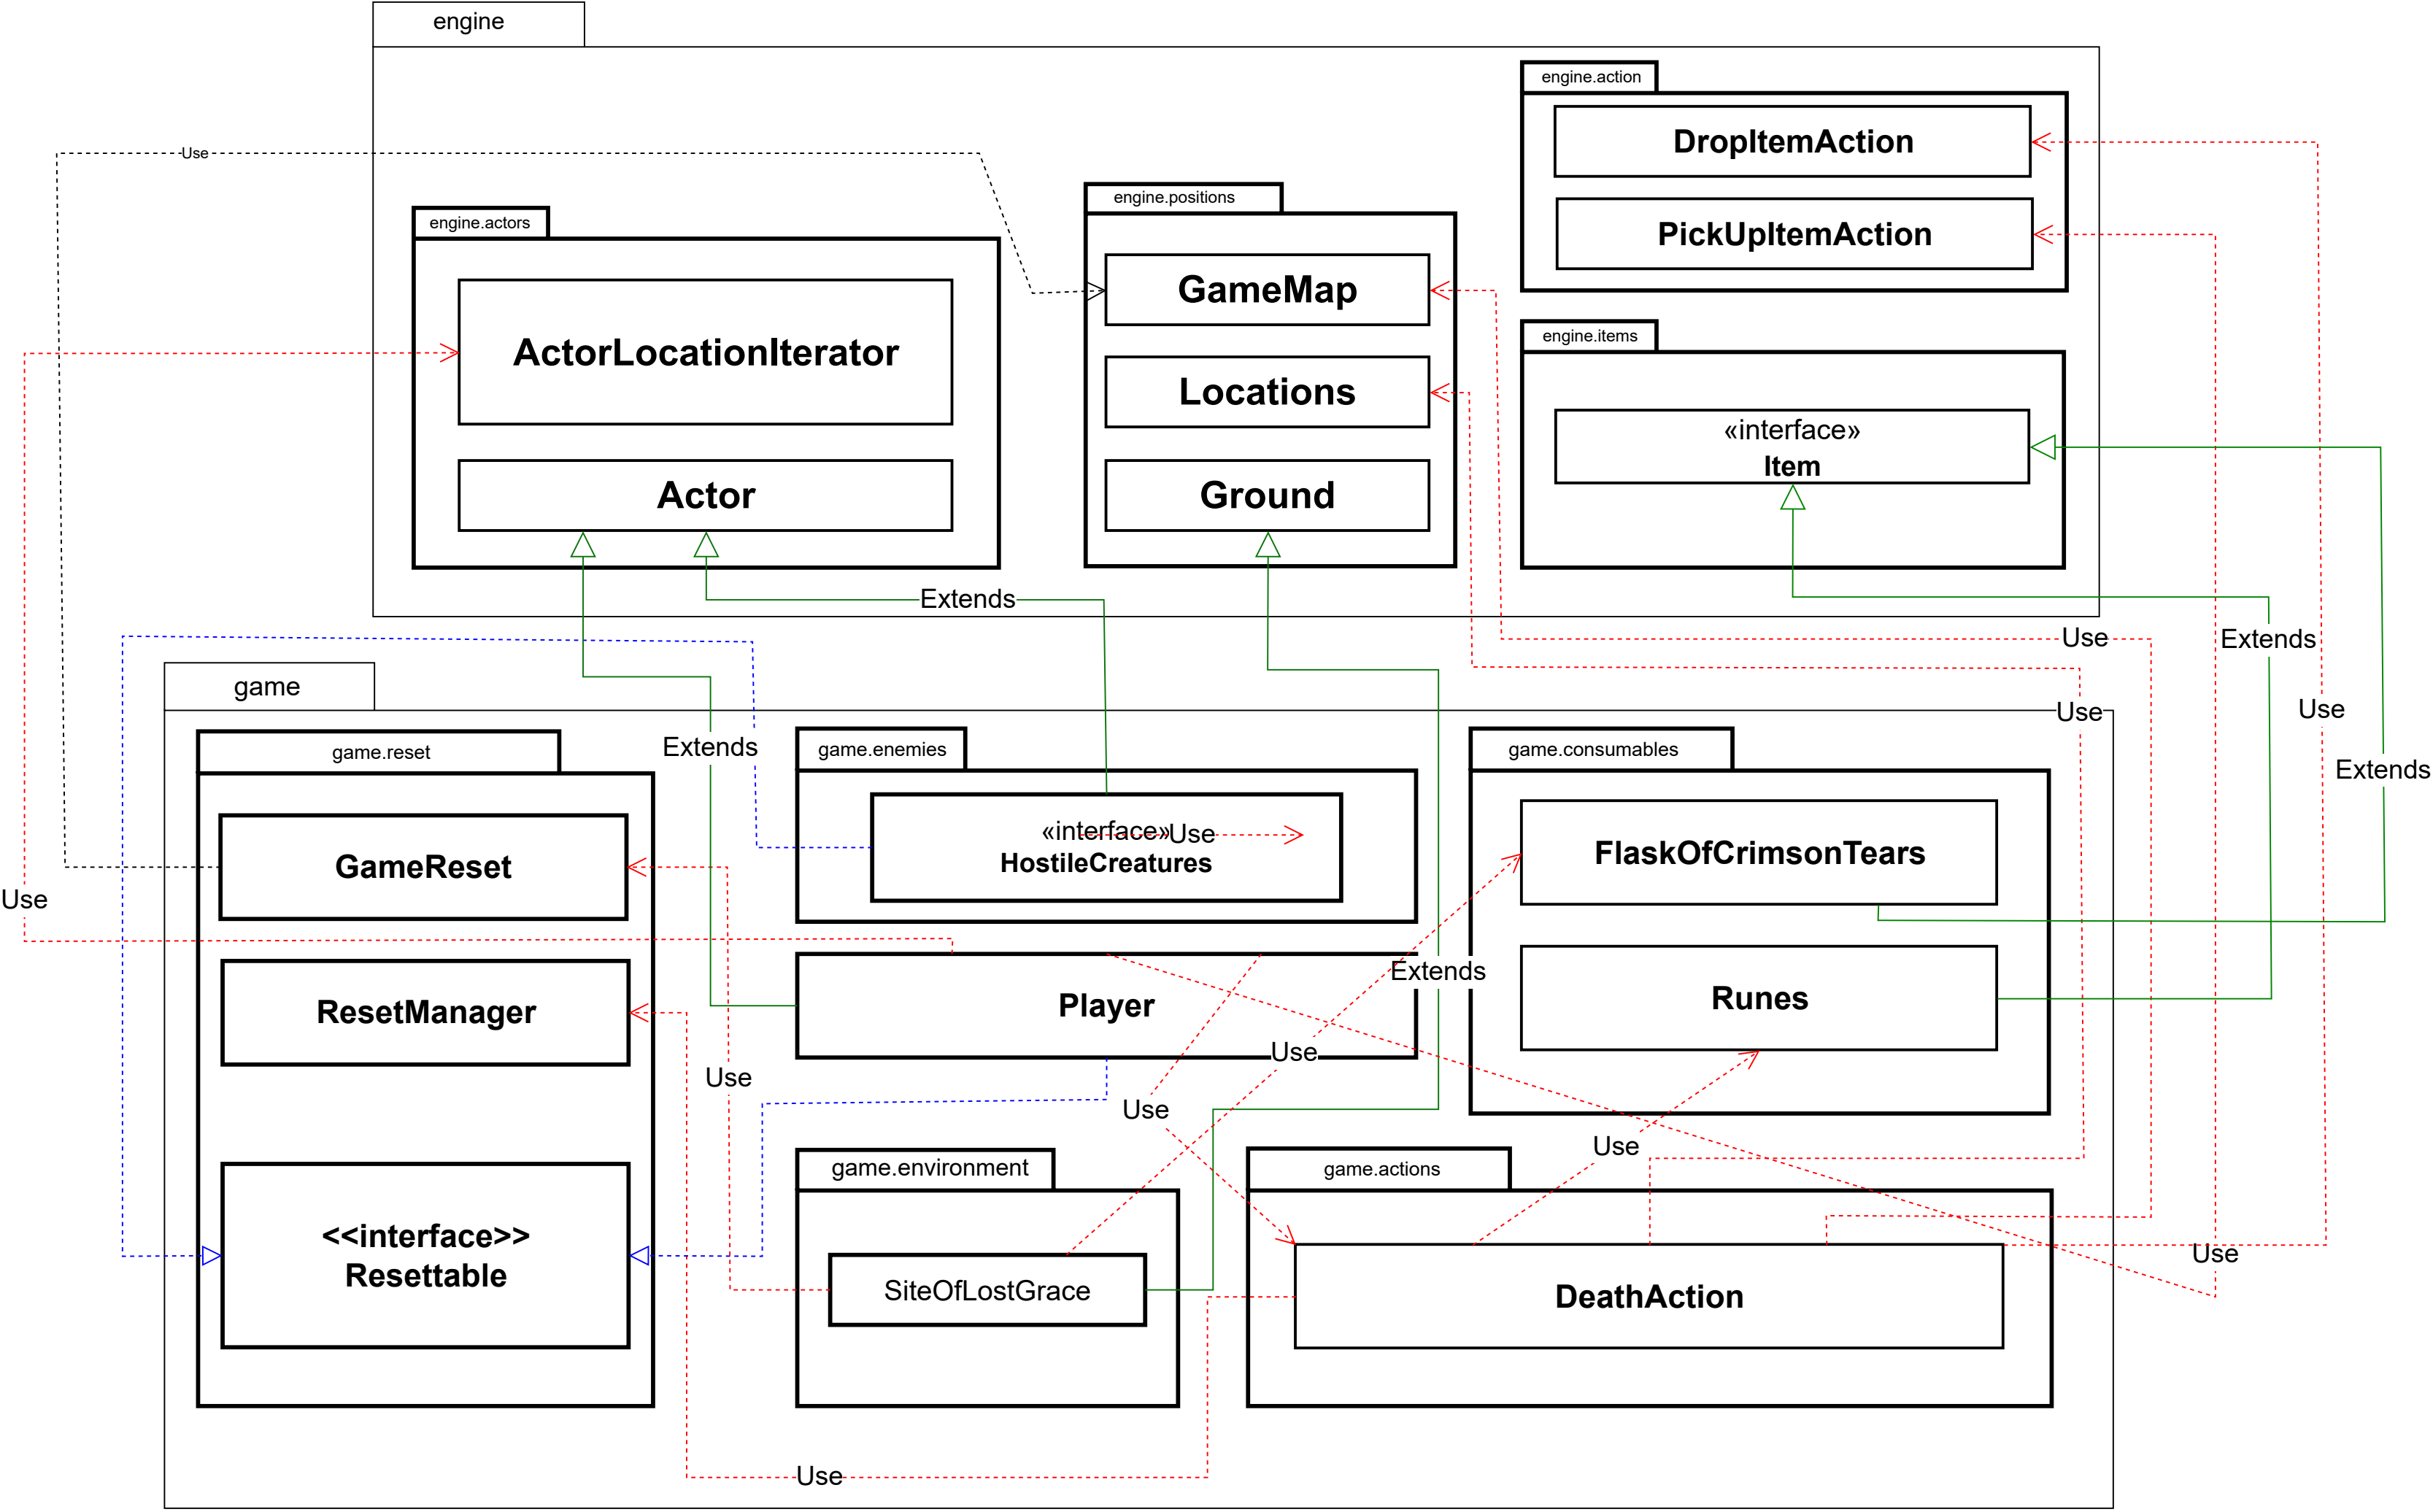 engine
engine.action
DropItemAction
Use
engine.positions
engine.actors
PickUpItemAction
GameMap
engine.items
ActorLocationIterator
Locations
«interface»
Item
Actor
Ground
Extends
Use
Extends
game
Use
Use
Extends
game.reset
game.enemies
game.consumables
Extends
«interface»
Use
HostileCreatures
FlaskOfCrimsonTears
GameReset
Use
Extends
Player
Runes
ResetManager
Use
Use
Use
Use
game.environment
game.actions
<<interface>>
Resettable
Use
SiteOfLostGrace
DeathAction
Use